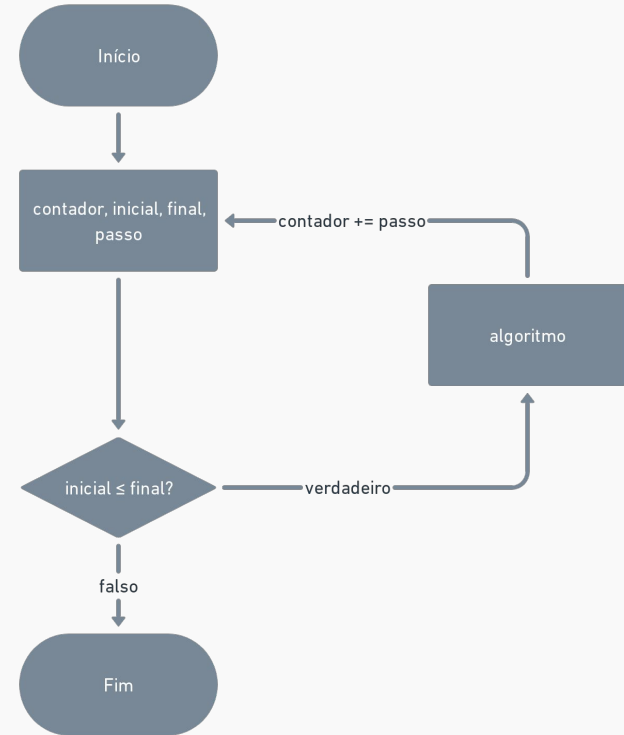 Início
contador, inicial, final,
passo
contador += passo
algoritmo
inicial ≤ final?
verdadeiro
falso
Fim